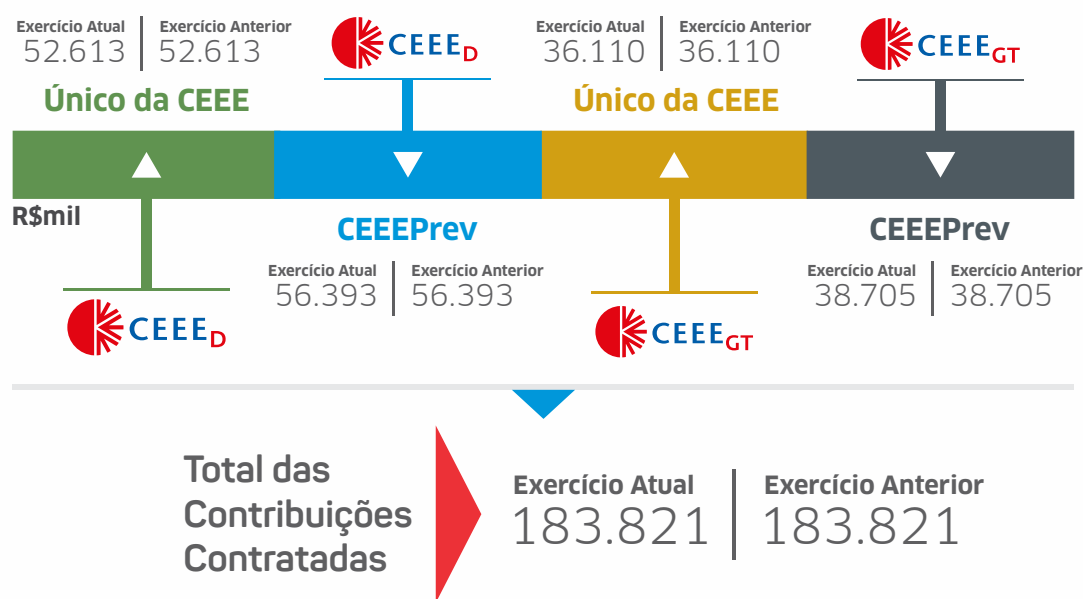 Exercício Atual
52.613
Exercício Anterior
52.613
CEEED
Exercício Atual
36.110
Exercício Anterior
36.110
CEEEGT
Único da CEEE
Único da CEEE
R$mil
CEEEPrev
CEEEPrev
Exercício Atual
56.393
Exercício Anterior
56.393
Exercício Atual
38.705
Exercício Anterior
38.705
CEEED
CEEEGT
Total das
Contribuições
Contratadas
Exercício Atual
183.821
Exercício Anterior
183.821